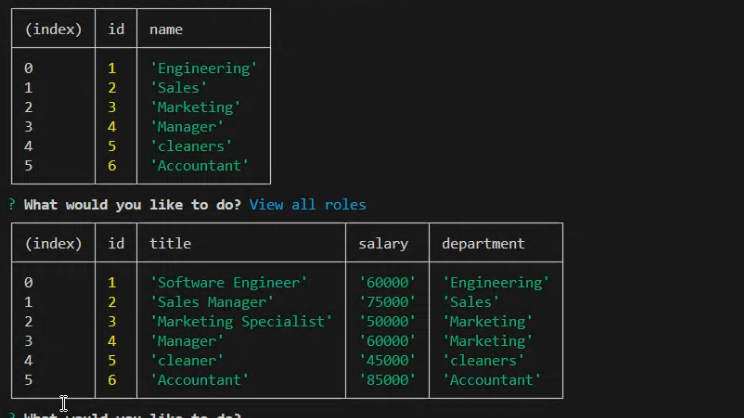 (index) id name
0 1 'Engineering'
1 2 'Sales'
2 3 'Marketing'
3 4 'Manager'
4 5 'cleaners'
5 6 'Accountant'
? What would you like to do? View all roles
(index) id title salary department
0 1 'Software Engineer' '60000' 'Engineering'
1 2 'Sales Manager' '75000' 'Sales'
2 3 'Marketing Specialist' '50000' 'Marketing'
3 4 'Manager' '60000' 'Marketing'
4 5 'cleaner' '45000' 'cleaners'
5 6 'Accountant' '85000' 'Accountant'
? What would you like to do?